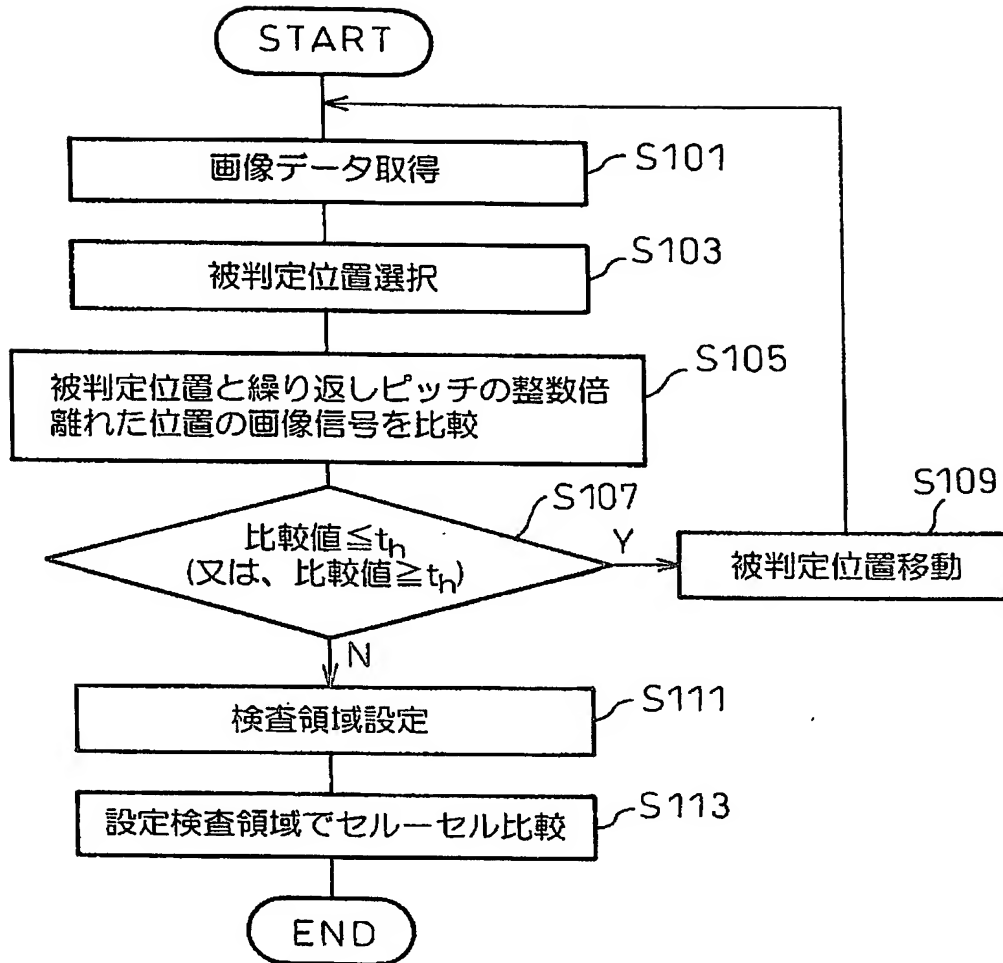 START
画像データ取得
S101
被判定位置選択
S103
被判定位置と繰り返しピッチの整数倍
離れた位置の画像信号を比較
S105
比較値≦th
(又は、比較値≧th)
S107
Y
被判定位置移動
S109
N
検査領域設定
S111
設定検査領域でセルーセル比較
S113
END